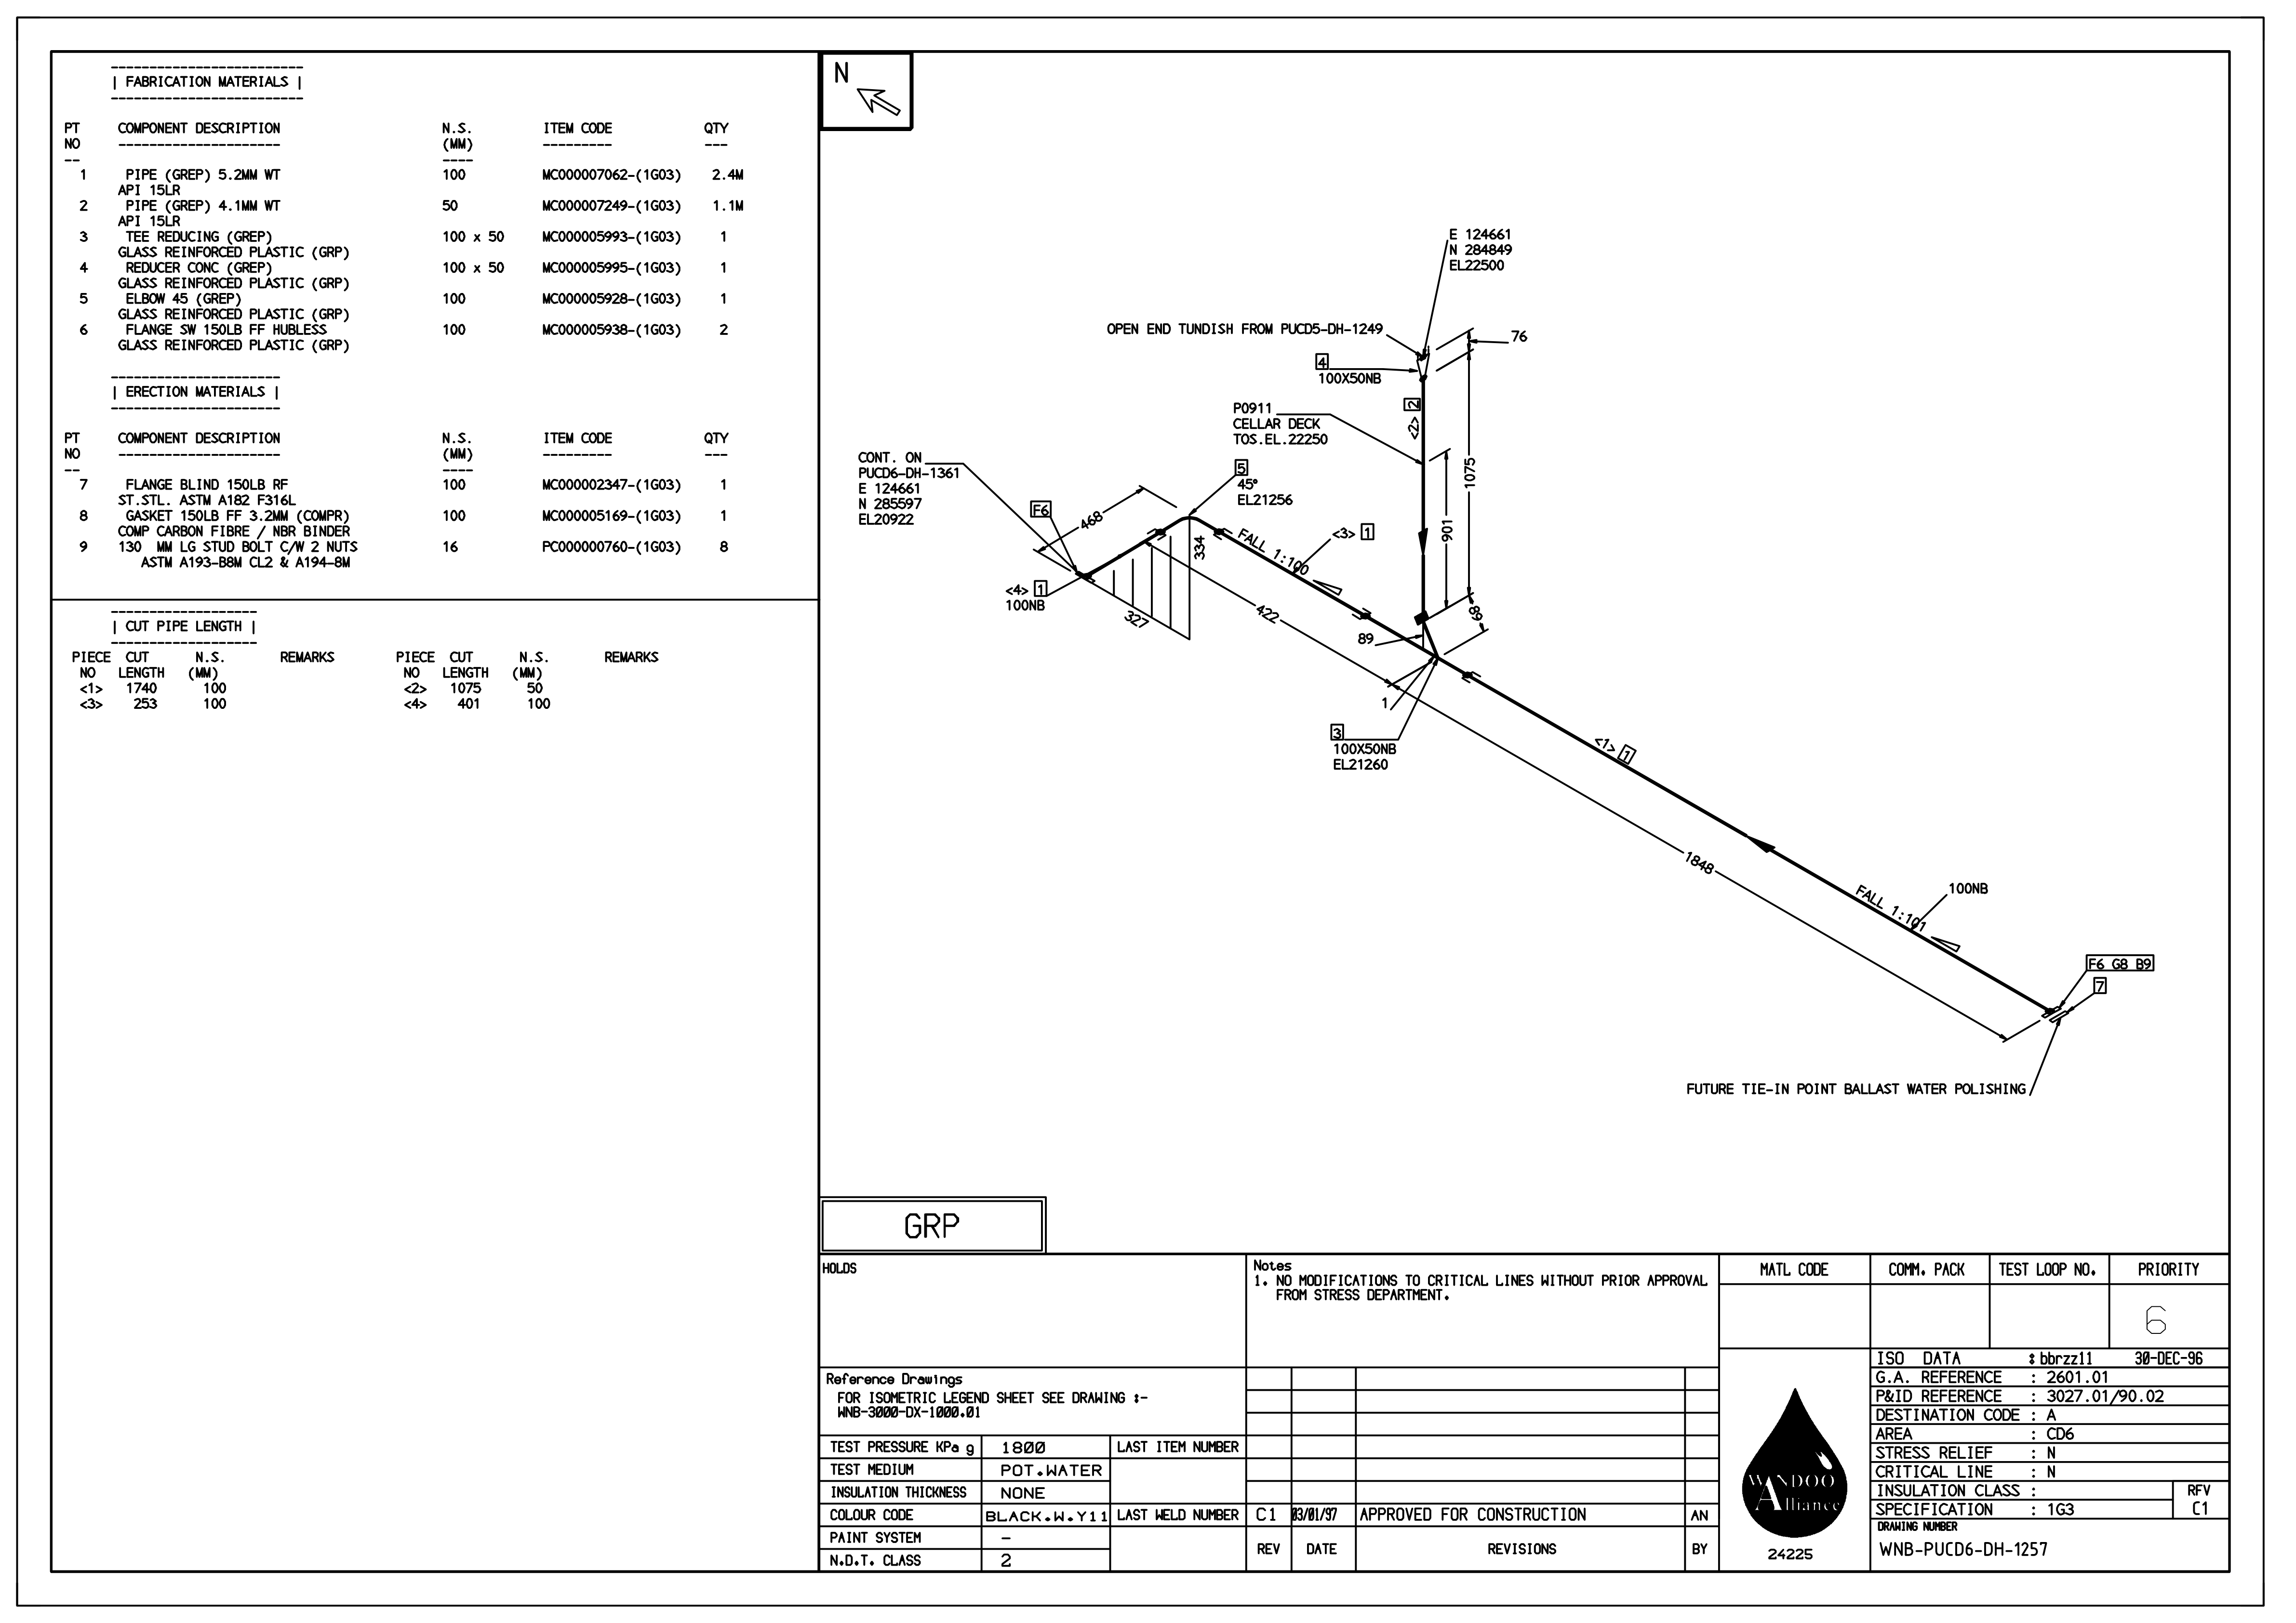 | FABRICATION MATERIALS |
PT COMPONENT DESCRIPTION N.S. ITEM CODE QTY
NO (MM)
1 PIPE (GREP) 5.2MM WT 100 MC000007062-(1G03) 2.4M
API 15LR
2 PIPE (GREP) 4.1MM WT 50 MC000007249-(1G03) 1.1M
API 15LR
3 TEE REDUCING (GREP) 100 x 50 MC000005993-(1G03) 1
GLASS REINFORCED PLASTIC (GRP)
4 REDUCER CONC (GREP) 100 x 50 MC000005995-(1G03) 1
GLASS REINFORCED PLASTIC (GRP)
5 ELBOW 45 (GREP) 100 MC000005928-(1G03) 1
GLASS REINFORCED PLASTIC (GRP)
6 FLANGE SW 150LB FF HUBLESS 100 MC000005938-(1G03) 2
GLASS REINFORCED PLASTIC (GRP)
| ERECTION MATERIALS |
PT COMPONENT DESCRIPTION N.S. ITEM CODE QTY
NO (MM)
7 FLANGE BLIND 150LB RF 100 MC000002347-(1G03) 1
ST.STL. ASTM A182 F316L
8 GASKET 150LB FF 3.2MM (COMPR) 100 MC000005169-(1G03) 1
COMP CARBON FIBRE / NBR BINDER
9 130 MM LG STUD BOLT C/W 2 NUTS 16 PC000000760-(1G03) 8
ASTM A193-B8M CL2 & A194-8M
| CUT PIPE LENGTH |
PIECE CUT N.S. REMARKS PIECE CUT N.S. REMARKS
NO LENGTH (MM) NO LENGTH (MM)
<1> 1740 100 <2> 1075 50
<3> 253 100 <4> 401 100
N
E 124661
N 284849
EL22500
OPEN END TUNDISH FROM PUCD5-DH-1249
76
4
100X50NB
<2> 2
P0911
CELLAR DECK
TOS.EL.22250
1075
901
CONT. ON
PUCD6-DH-1361
E 124661
N 285597
EL20922
5
45°
EL21256
F6
468
334
FALL 1:100
<3> 1
<4> 1
100NB
327
422
89
89
1
3
100X50NB
EL21260
<1> 1
1848
FALL 1:101
100NB
F6 G8 B9
7
FUTURE TIE-IN POINT BALLAST WATER POLISHING
GRP
HOLDS
Notes
1. NO MODIFICATIONS TO CRITICAL LINES WITHOUT PRIOR APPROVAL
FROM STRESS DEPARTMENT.
MATL CODE COMM. PACK TEST LOOP NO. PRIORITY
6
Reference Drawings
FOR ISOMETRIC LEGEND SHEET SEE DRAWING :-
WNB-3000-DX-1000.01
TEST PRESSURE KPa g 1800 LAST ITEM NUMBER
TEST MEDIUM POT.WATER
INSULATION THICKNESS NONE
COLOUR CODE BLACK.W.Y11 LAST WELD NUMBER
PAINT SYSTEM -
N.D.T. CLASS 2
C1 03/01/97 APPROVED FOR CONSTRUCTION AN
REV DATE REVISIONS BY
WANDOO
Alliance
24225
ISO DATA : bbrzz11 30-DEC-96
G.A. REFERENCE : 2601.01
P&ID REFERENCE : 3027.01/90.02
DESTINATION CODE : A
AREA : CD6
STRESS RELIEF : N
CRITICAL LINE : N
INSULATION CLASS : RFV
SPECIFICATION : 1G3 C1
DRAWING NUMBER
WNB-PUCD6-DH-1257